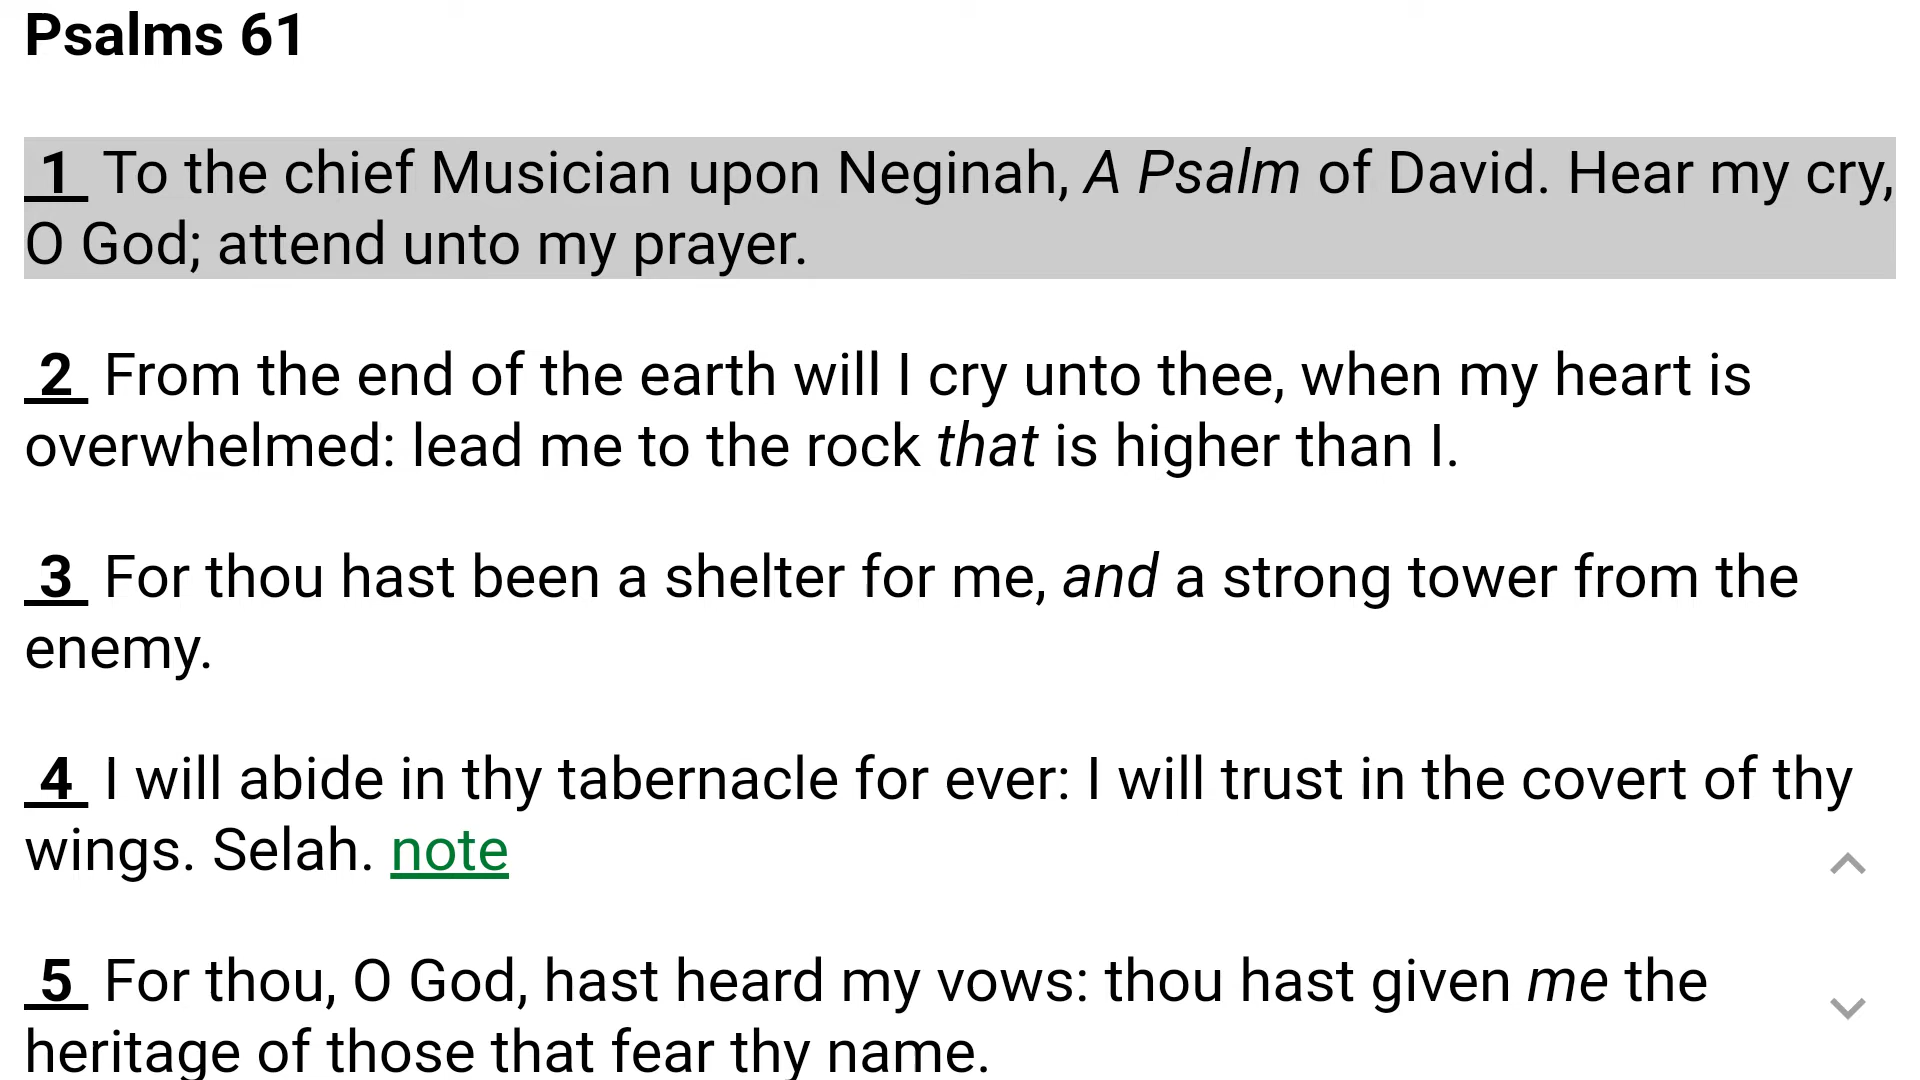 Psalms 61
1 To the chief Musician upon Neginah, A Psalm of David. Hear my cry,
O God; attend unto my prayer.
2 From the end of the earth will I cry unto thee, when my heart is
overwhelmed: lead me to the rock that is higher than I.
3 For thou hast been a shelter for me, and a strong tower from the
enemy.
4 I will abide in thy tabernacle for ever: I will trust in the covert of thy
wings. Selah. note
5 For thou, O God, hast heard my vows: thou hast given me the
heritage of those that fear thy name.